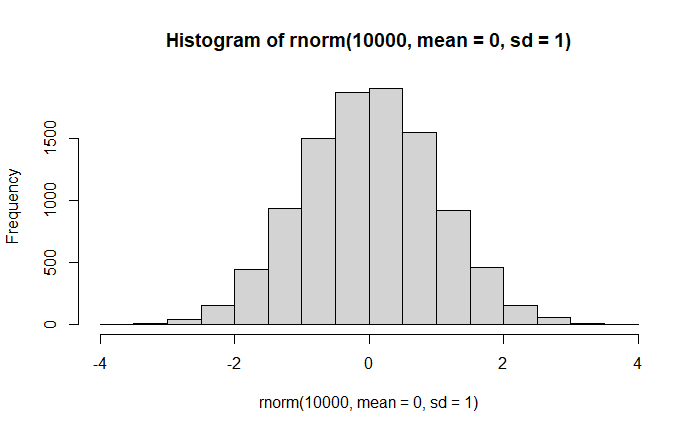 Histogram of rnorm(10000, mean = 0, sd = 1)
Frequency
1500
1000
500
0
-4 -2 0 2 4
rnorm(10000, mean = 0, sd = 1)